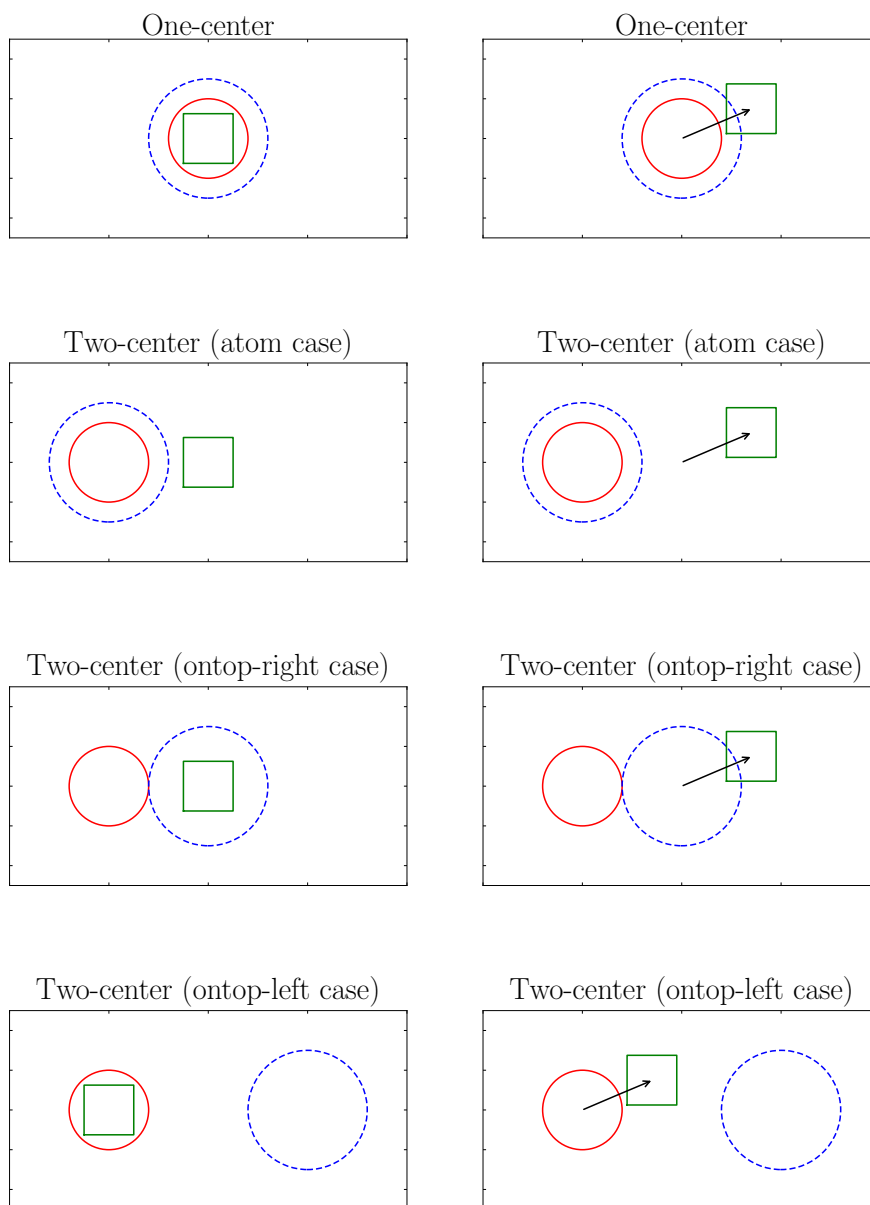 One-center
One-center
Two-center (atom case)
Two-center (atom case)
Two-center (ontop-right case)
Two-center (ontop-right case)
Two-center (ontop-left case)
Two-center (ontop-left case)